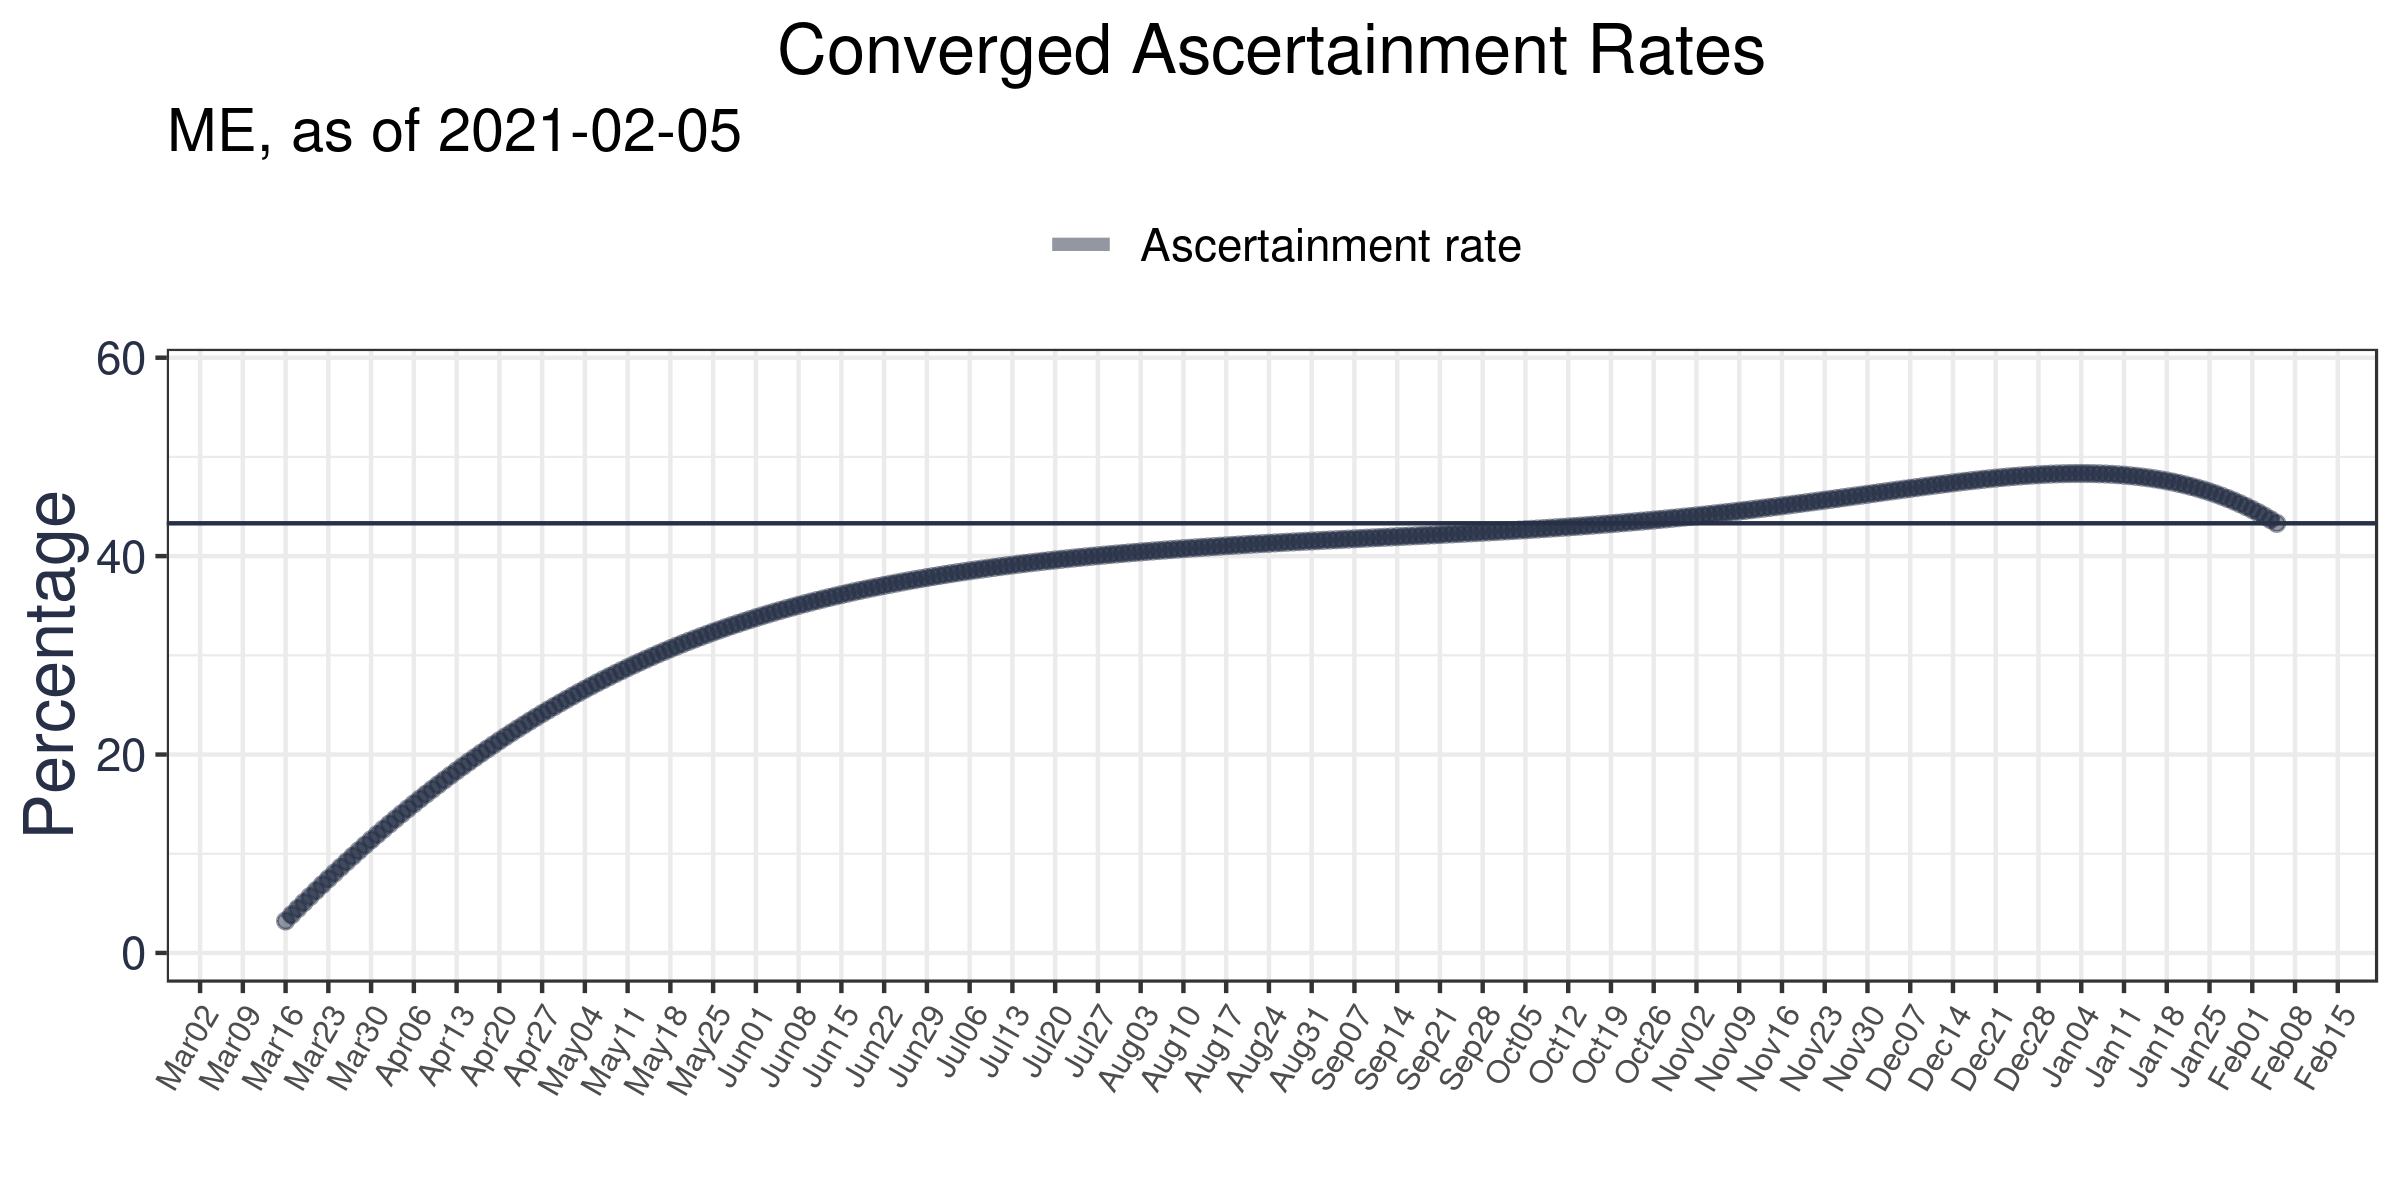 Converged Ascertainment Rates
ME, as of 2021-02-05
Ascertainment rate
Percentage
60
40
20
0
Mar02 Mar09 Mar16 Mar23 Mar30 Apr06 Apr13 Apr20 Apr27 May04 May11 May18 May25 Jun01 Jun08 Jun15 Jun22 Jun29 Jul06 Jul13 Jul20 Jul27 Aug03 Aug10 Aug17 Aug24 Aug31 Sep07 Sep14 Sep21 Sep28 Oct05 Oct12 Oct19 Oct26 Nov02 Nov09 Nov16 Nov23 Nov30 Dec07 Dec14 Dec21 Dec28 Jan04 Jan11 Jan18 Jan25 Feb01 Feb08 Feb15